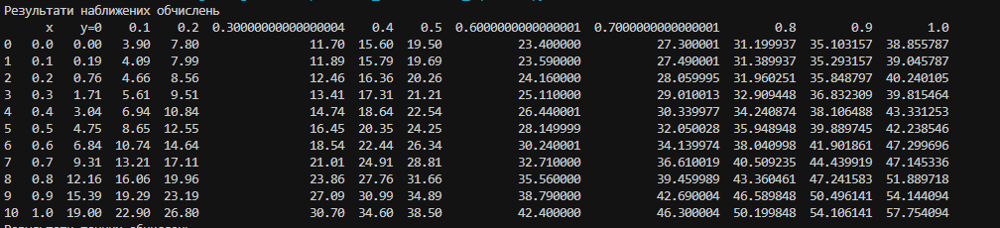 Результати наближених обчислень
x y=0 0.1 0.2 0.30000000000000004 0.4 0.5 0.6000000000000001 0.7000000000000001 0.8 0.9 1.0
0 0.0 0.00 3.90 7.80 11.70 15.60 19.50 23.400000 27.300001 31.199937 35.103157 38.855787
1 0.1 0.19 4.09 7.99 11.89 15.79 19.69 23.590000 27.490001 31.389937 35.293157 39.045787
2 0.2 0.76 4.66 8.56 12.46 16.36 20.26 24.160000 28.059995 31.960251 35.848797 40.240105
3 0.3 1.71 5.61 9.51 13.41 17.31 21.21 25.110000 29.010013 32.909448 36.832309 39.815464
4 0.4 3.04 6.94 10.84 14.74 18.64 22.54 26.440001 30.339977 34.240874 38.106488 43.331253
5 0.5 4.75 8.65 12.55 16.45 20.35 24.25 28.149999 32.050028 35.948948 39.889745 42.238546
6 0.6 6.84 10.74 14.64 18.54 22.44 26.34 30.240001 34.139974 38.040998 41.901861 47.299696
7 0.7 9.31 13.21 17.11 21.01 24.91 28.81 32.710000 36.610019 40.509235 44.439919 47.145336
8 0.8 12.16 16.06 19.96 23.86 27.76 31.66 35.560000 39.459989 43.360461 47.241583 51.889718
9 0.9 15.39 19.29 23.19 27.09 30.99 34.89 38.790000 42.690004 46.589848 50.496141 54.144094
10 1.0 19.00 22.90 26.80 30.70 34.60 38.50 42.400000 46.300004 50.199848 54.106141 57.754094